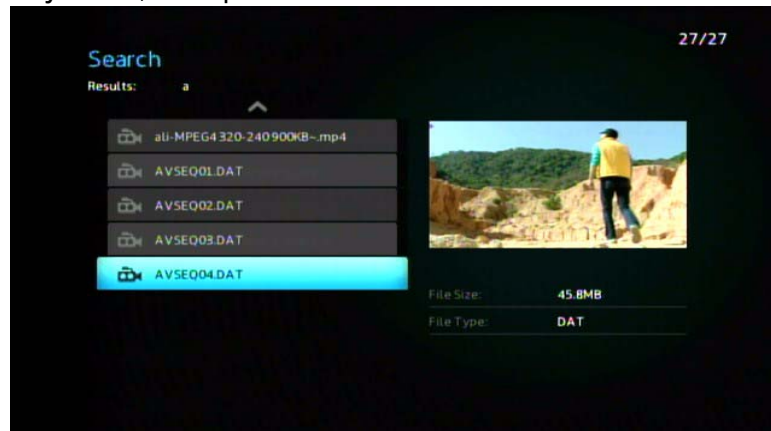 27/27
Search
Results: a
ali-MPEG4 320-240 900KB~.mp4
AVSEQ01.DAT
AVSEQ02.DAT
AVSEQ03.DAT
AVSEQ04.DAT
File Size: 45.8MB
File Type: DAT